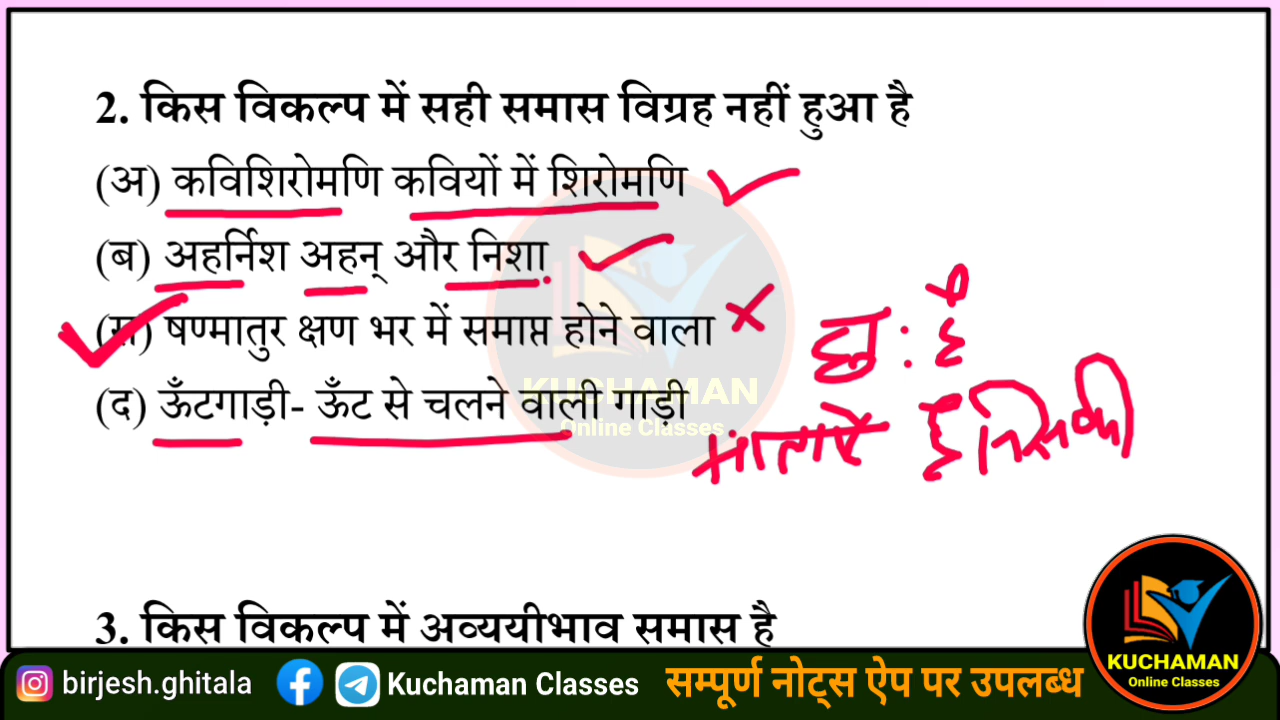 2. किस विकल्प में सही समास विग्रह नहीं हुआ है
(अ) कविशिरोमणि कवियों में शिरोमणि
(ब) अहर्निश अहन् और निशा
(स) षण्मातुर क्षण भर में समाप्त होने वाला
(द) ऊँटगाड़ी- ऊँट से चलने वाली गाड़ी
छः है
माताएं है जिसकी
KUCHAMAN
Online Classes
3. किस विकल्प में अव्ययीभाव समास है
KUCHAMAN
Online Classes
birjesh.ghitala Kuchaman Classes सम्पूर्ण नोट्स ऐप पर उपलब्ध